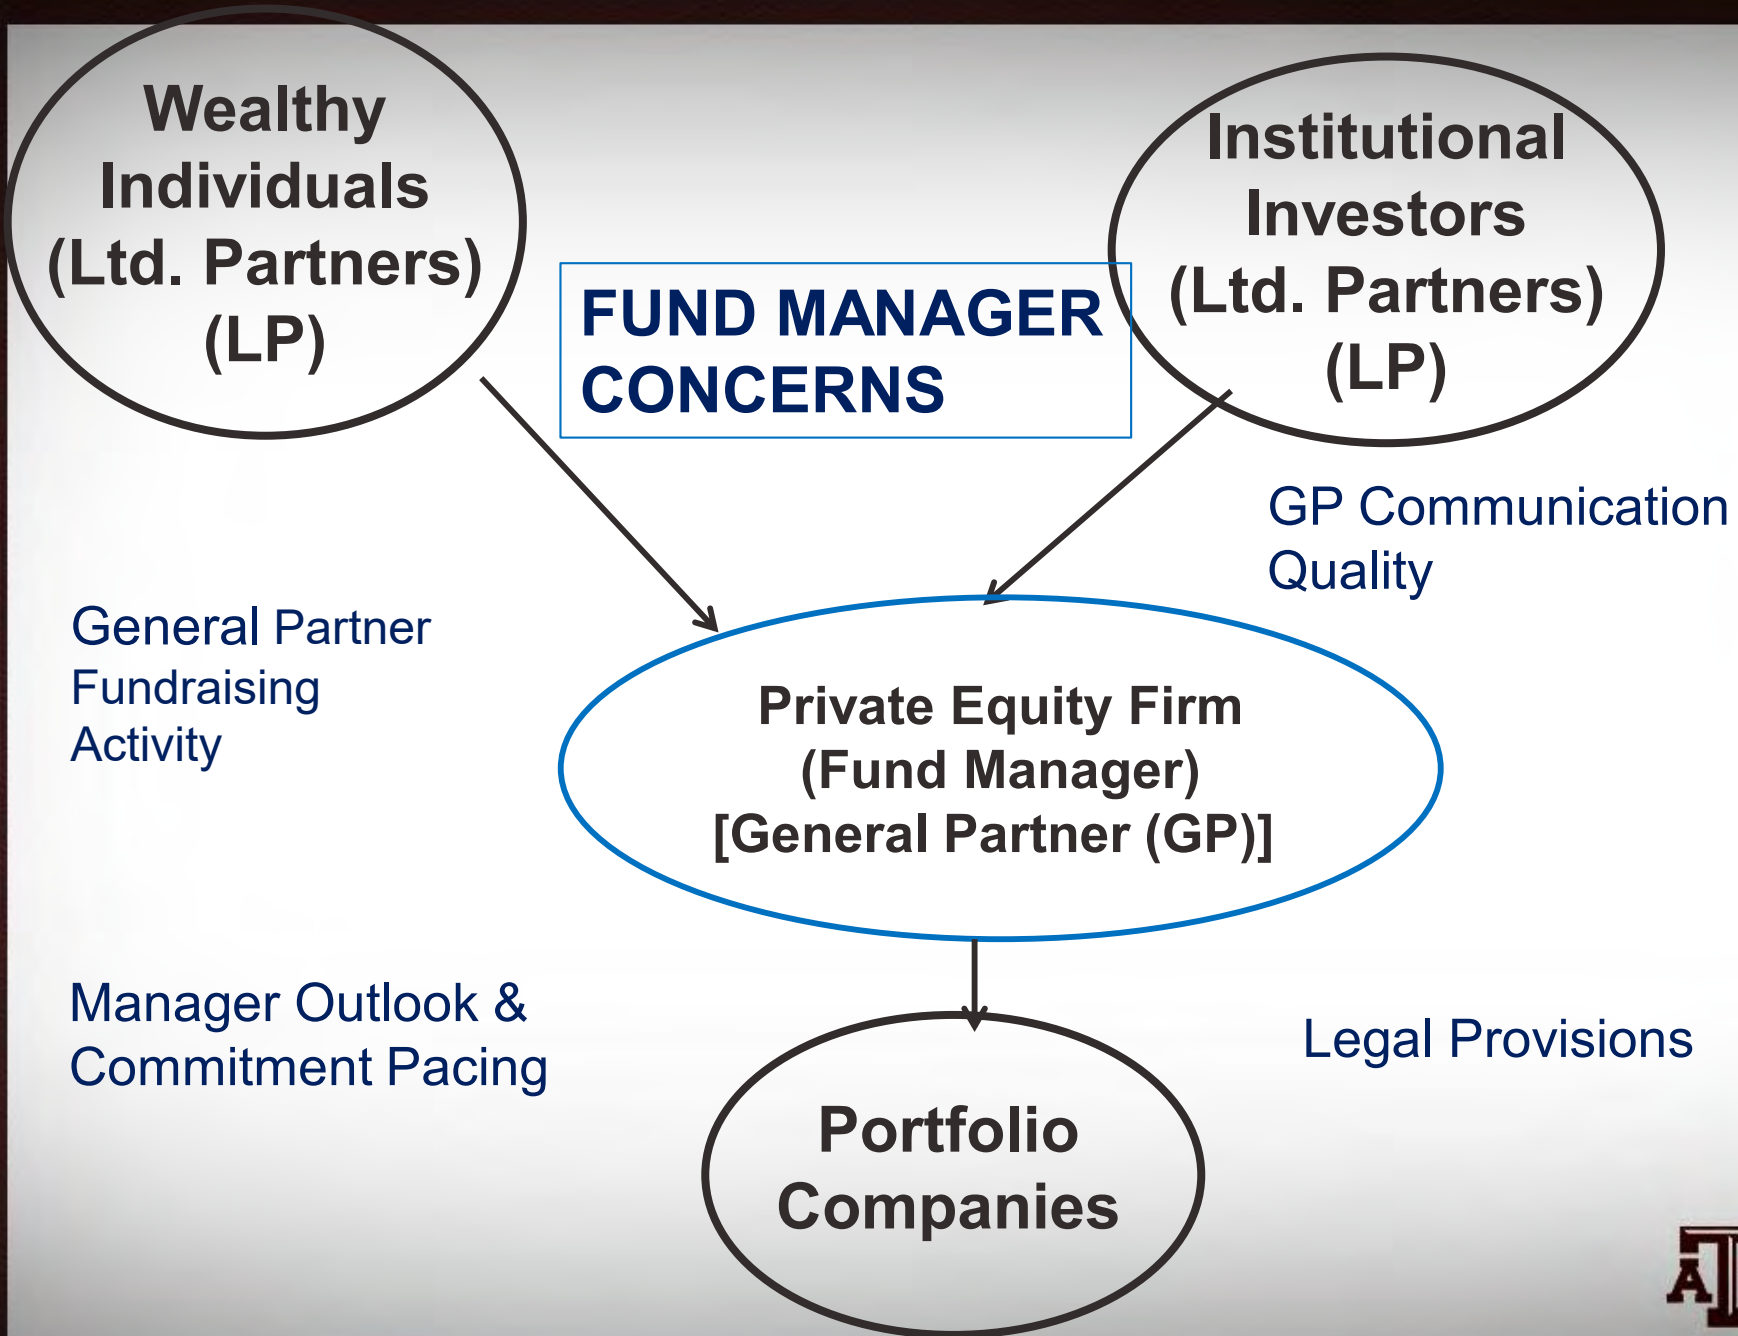 Wealthy
Individuals
(Ltd. Partners)
(LP)
Institutional
Investors
(Ltd. Partners)
(LP)
FUND MANAGER
CONCERNS
GP Communication
Quality
General Partner
Fundraising
Activity
Private Equity Firm
(Fund Manager)
[General Partner (GP)]
Manager Outlook &
Commitment Pacing
Legal Provisions
Portfolio
Companies
A